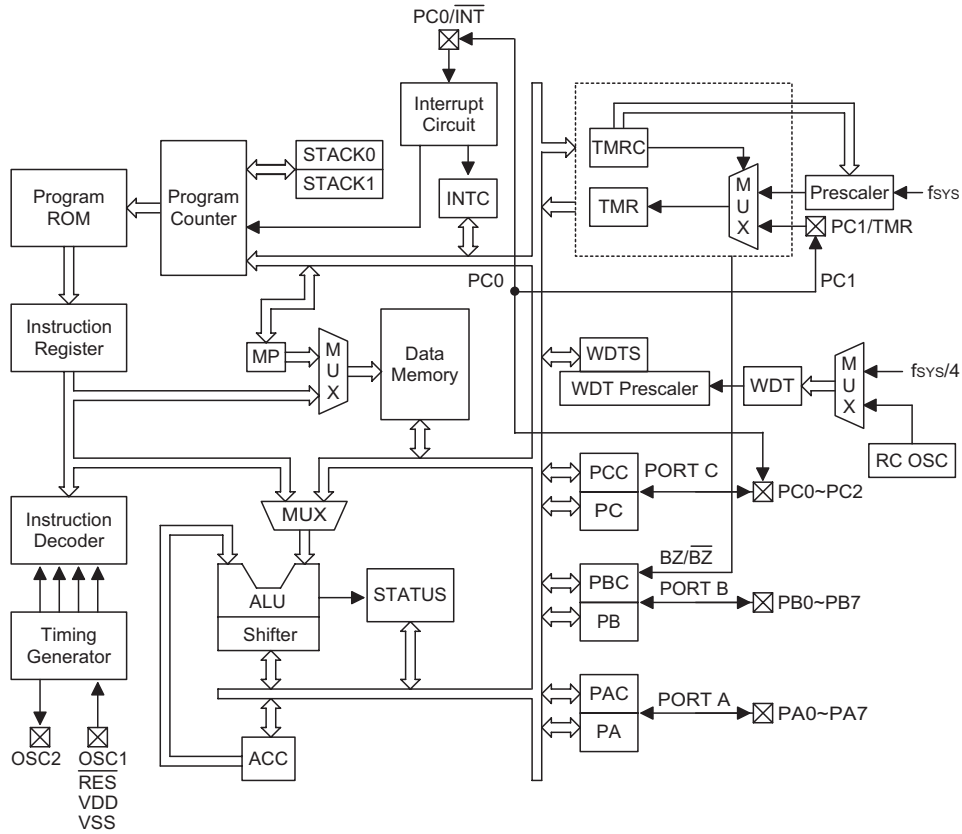 PC0/INT
Interrupt
Circuit
STACK0
STACK1
INTC
Program
ROM
Program
Counter
TMRC
TMR
M
U
X
Prescaler
fSYS
PC1/TMR
PC0
PC1
Instruction
Register
MP
M
U
X
Data
Memory
WDTS
WDT Prescaler
WDT
M
U
X
fSYS/4
RC OSC
PCC
PC
PORT C
PC0~PC2
MUX
Instruction
Decoder
ALU
Shifter
STATUS
BZ/BZ
PBC
PB
PORT B
PB0~PB7
Timing
Generator
PAC
PA
PORT A
PA0~PA7
ACC
OSC2
OSC1
RES
VDD
VSS